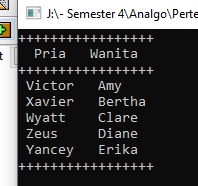 J:\- Semester 4\Analgo\Perte
++++++++++++++++++
Pria Wanita
++++++++++++++++++
Victor Amy
Xavier Bertha
Wyatt Clare
Zeus Diane
Yancey Erika
++++++++++++++++++